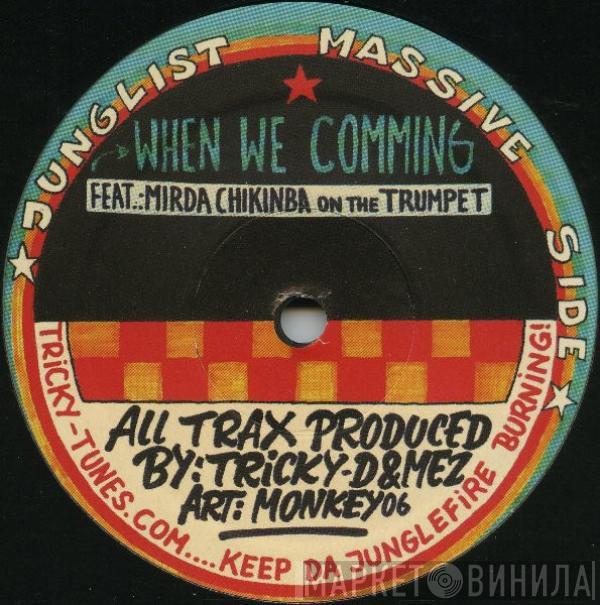 ★ JUNGLIST MASSIVE SIDE ★
WHEN WE COMMING
FEAT.:MIRDA CHIKINBA ON THE TRUMPET
ALL TRAX PRODUCED
BY: TRiCKY-D&MEZ
ART: MONKEY06
TRiCKY-TUNES.COM....KEEP DA JUNGLEFiRE BURNING!
МАРКЕТ ВИНИЛА